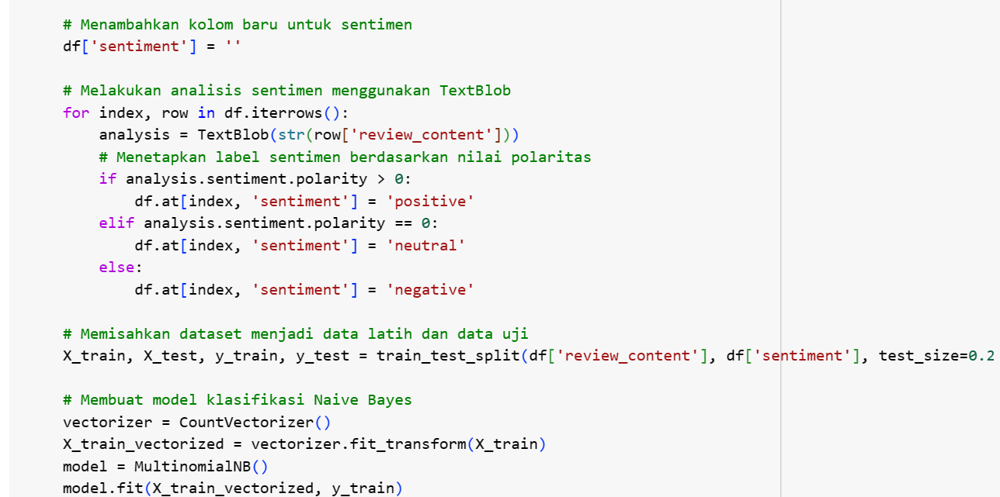 # Menambahkan kolom baru untuk sentimen
df['sentiment'] = ''

# Melakukan analisis sentimen menggunakan TextBlob
for index, row in df.iterrows():
    analysis = TextBlob(str(row['review_content']))
    # Menetapkan label sentimen berdasarkan nilai polaritas
    if analysis.sentiment.polarity > 0:
        df.at[index, 'sentiment'] = 'positive'
    elif analysis.sentiment.polarity == 0:
        df.at[index, 'sentiment'] = 'neutral'
    else:
        df.at[index, 'sentiment'] = 'negative'

# Memisahkan dataset menjadi data latih dan data uji
X_train, X_test, y_train, y_test = train_test_split(df['review_content'], df['sentiment'], test_size=0.2

# Membuat model klasifikasi Naive Bayes
vectorizer = CountVectorizer()
X_train_vectorized = vectorizer.fit_transform(X_train)
model = MultinomialNB()
model.fit(X_train_vectorized, y_train)